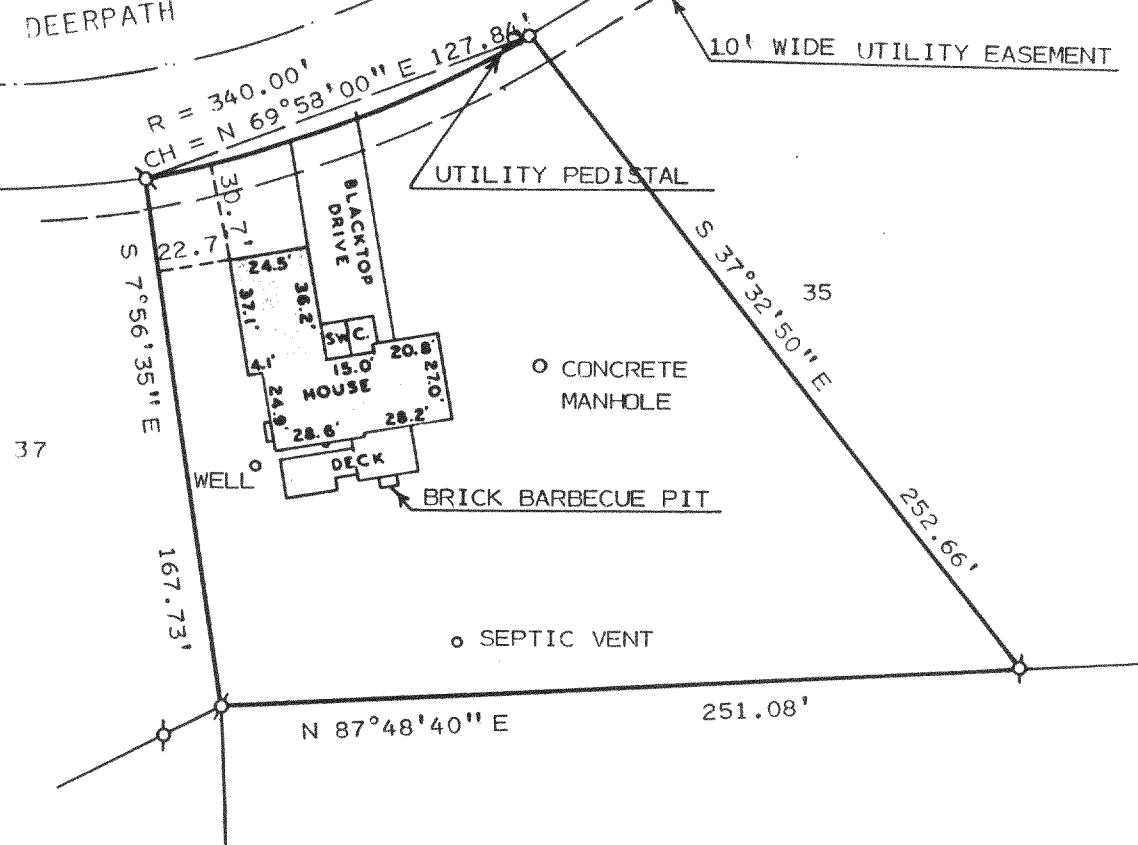 DEERPATH
10' WIDE UTILITY EASEMENT
R = 340.00'
CH = N 69°58'00" E 127.84'
UTILITY PEDISTAL
30.7'
22.7
BLACKTOP
DRIVE
S 7°56'35" E
167.73'
24.5'
37.1'
36.2'
SW C.
4.1'
15.0'
20.8'
27.0'
HOUSE
24.9'
28.6'
28.2'
DECK
S 37°32'50" E
252.66'
35
CONCRETE
MANHOLE
37
WELL
BRICK BARBECUE PIT
SEPTIC VENT
N 87°48'40" E
251.08'